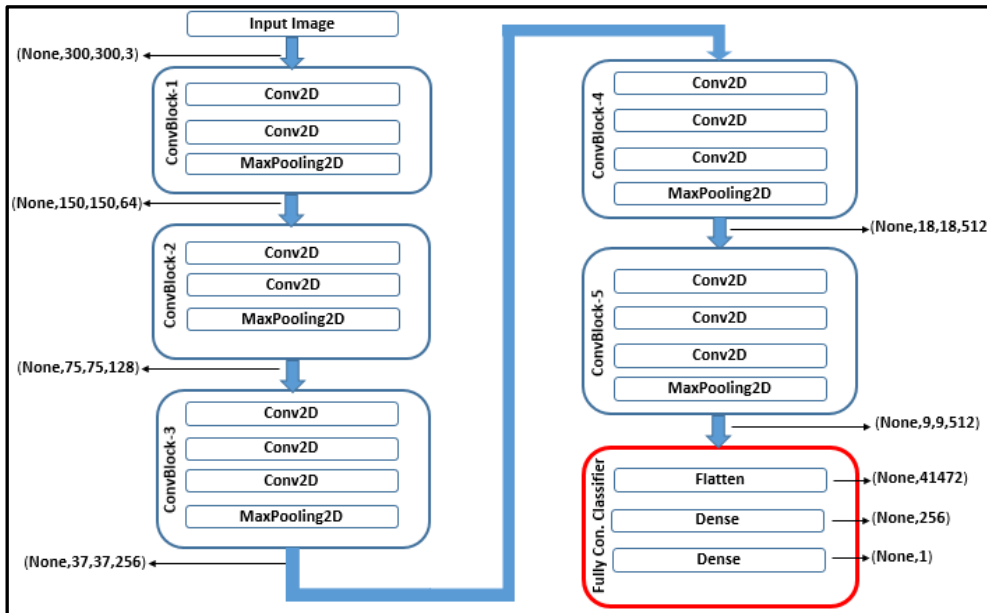 Input Image
(None,300,300,3)
ConvBlock-1
Conv2D
Conv2D
MaxPooling2D
(None,150,150,64)
ConvBlock-2
Conv2D
Conv2D
MaxPooling2D
(None,75,75,128)
ConvBlock-3
Conv2D
Conv2D
Conv2D
MaxPooling2D
(None,37,37,256)
ConvBlock-4
Conv2D
Conv2D
Conv2D
MaxPooling2D
(None,18,18,512
ConvBlock-5
Conv2D
Conv2D
Conv2D
MaxPooling2D
(None,9,9,512)
Fully Con. Classifier
Flatten
(None,41472)
Dense
(None,256)
Dense
(None,1)